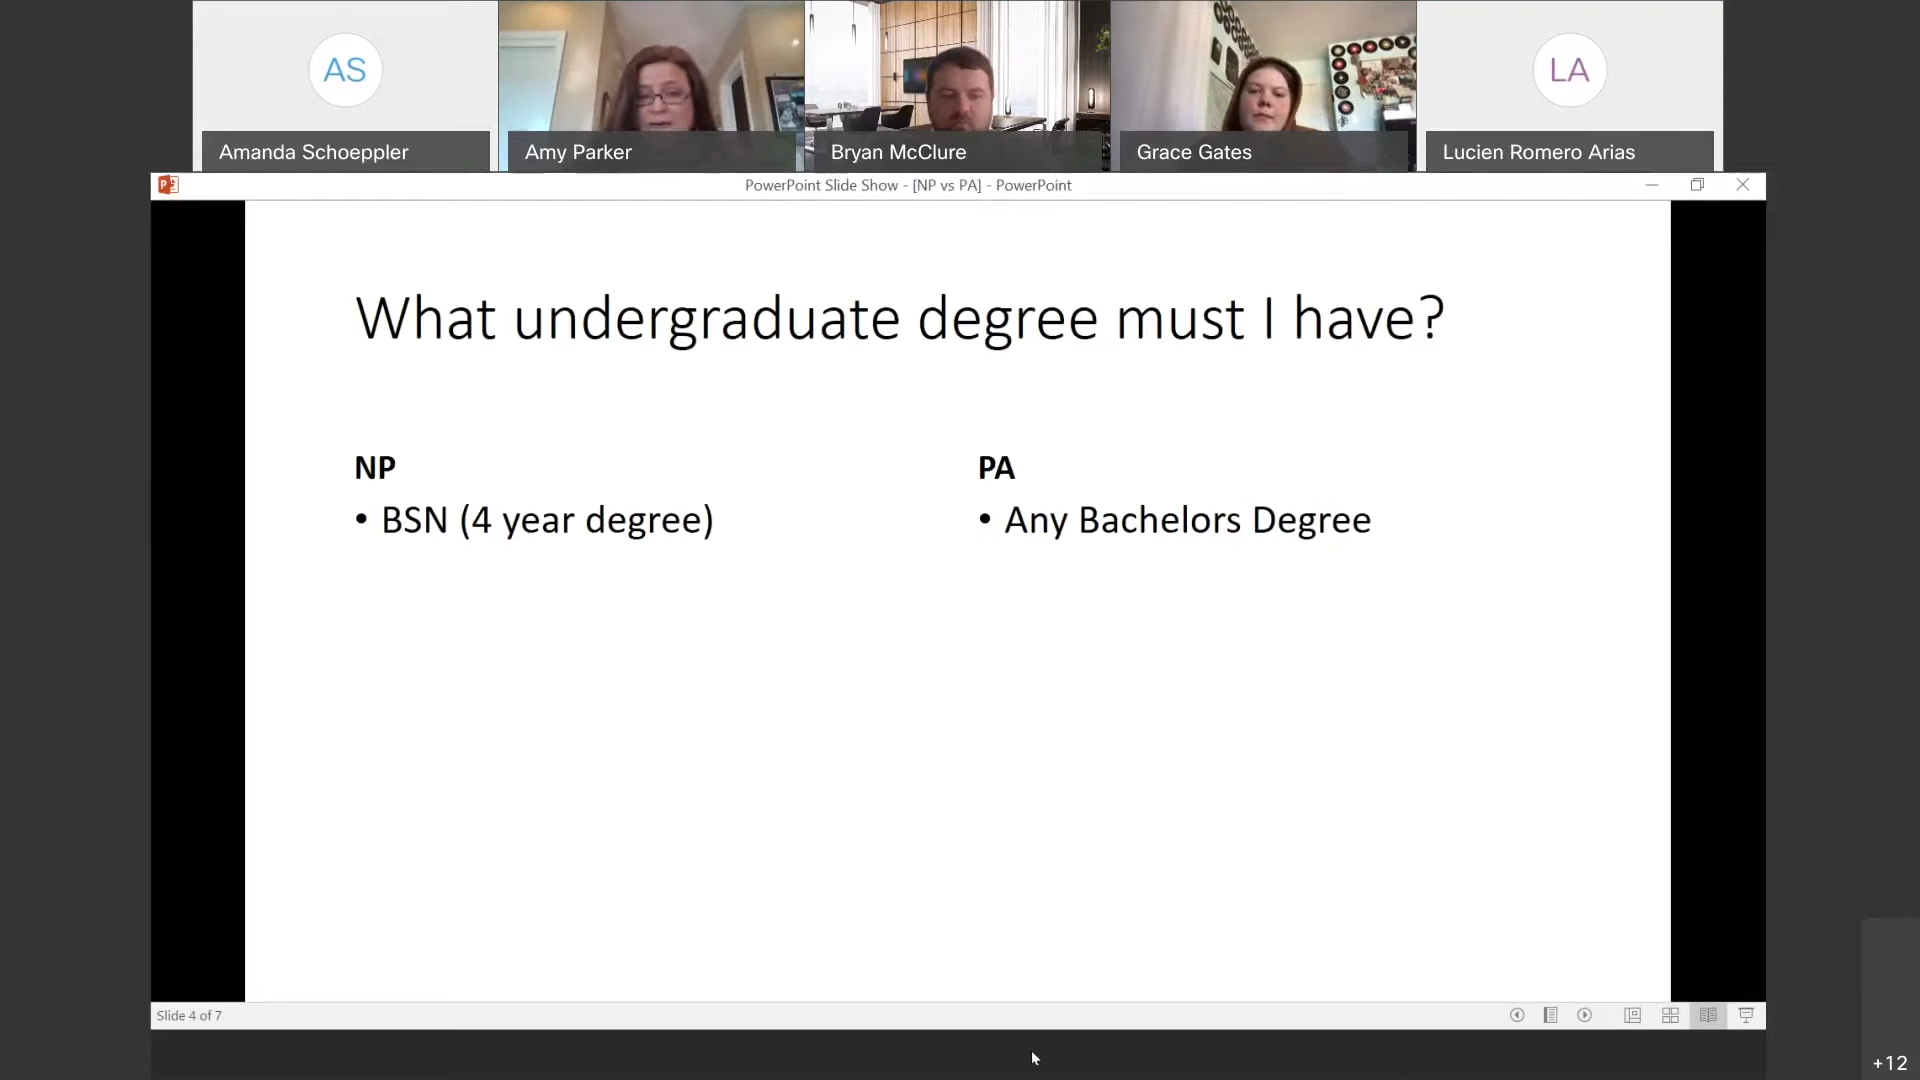 AS
LA
Amanda Schoeppler
Amy Parker
Bryan McClure
Grace Gates
Lucien Romero Arias
PowerPoint Slide Show - [NP vs PA] - PowerPoint
What undergraduate degree must I have?
NP
• BSN (4 year degree)
PA
• Any Bachelors Degree
Slide 4 of 7
+12